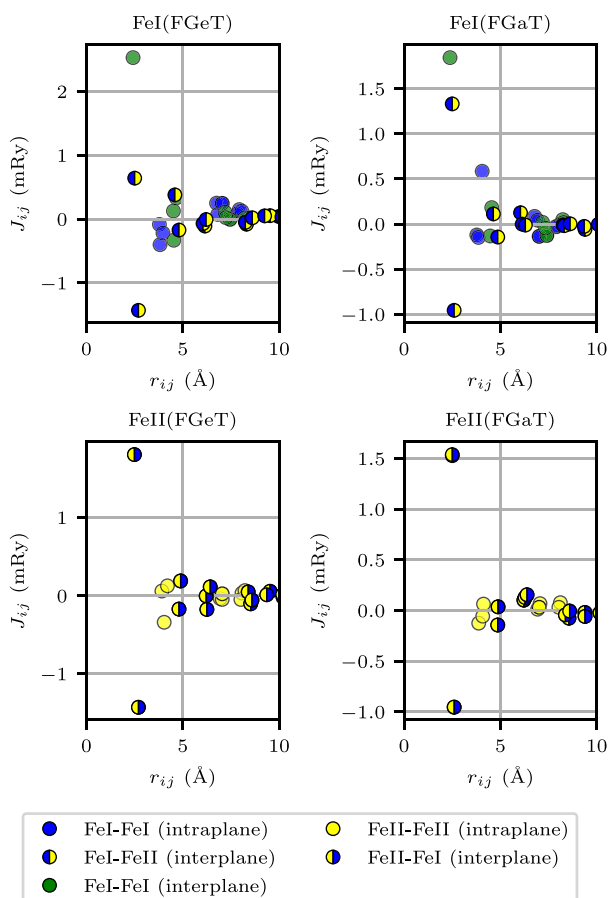 FeI(FGeT)
FeI(FGaT)
2
1
0
−1
J_ij (mRy)
0 5 10
r_ij (Å)
1.5
1.0
0.5
0.0
−0.5
−1.0
J_ij (mRy)
0 5 10
r_ij (Å)
FeII(FGeT)
FeII(FGaT)
1
0
−1
J_ij (mRy)
0 5 10
r_ij (Å)
1.5
1.0
0.5
0.0
−0.5
−1.0
J_ij (mRy)
0 5 10
r_ij (Å)
FeI-FeI (intraplane)
FeI-FeII (interplane)
FeI-FeI (interplane)
FeII-FeII (intraplane)
FeII-FeI (interplane)